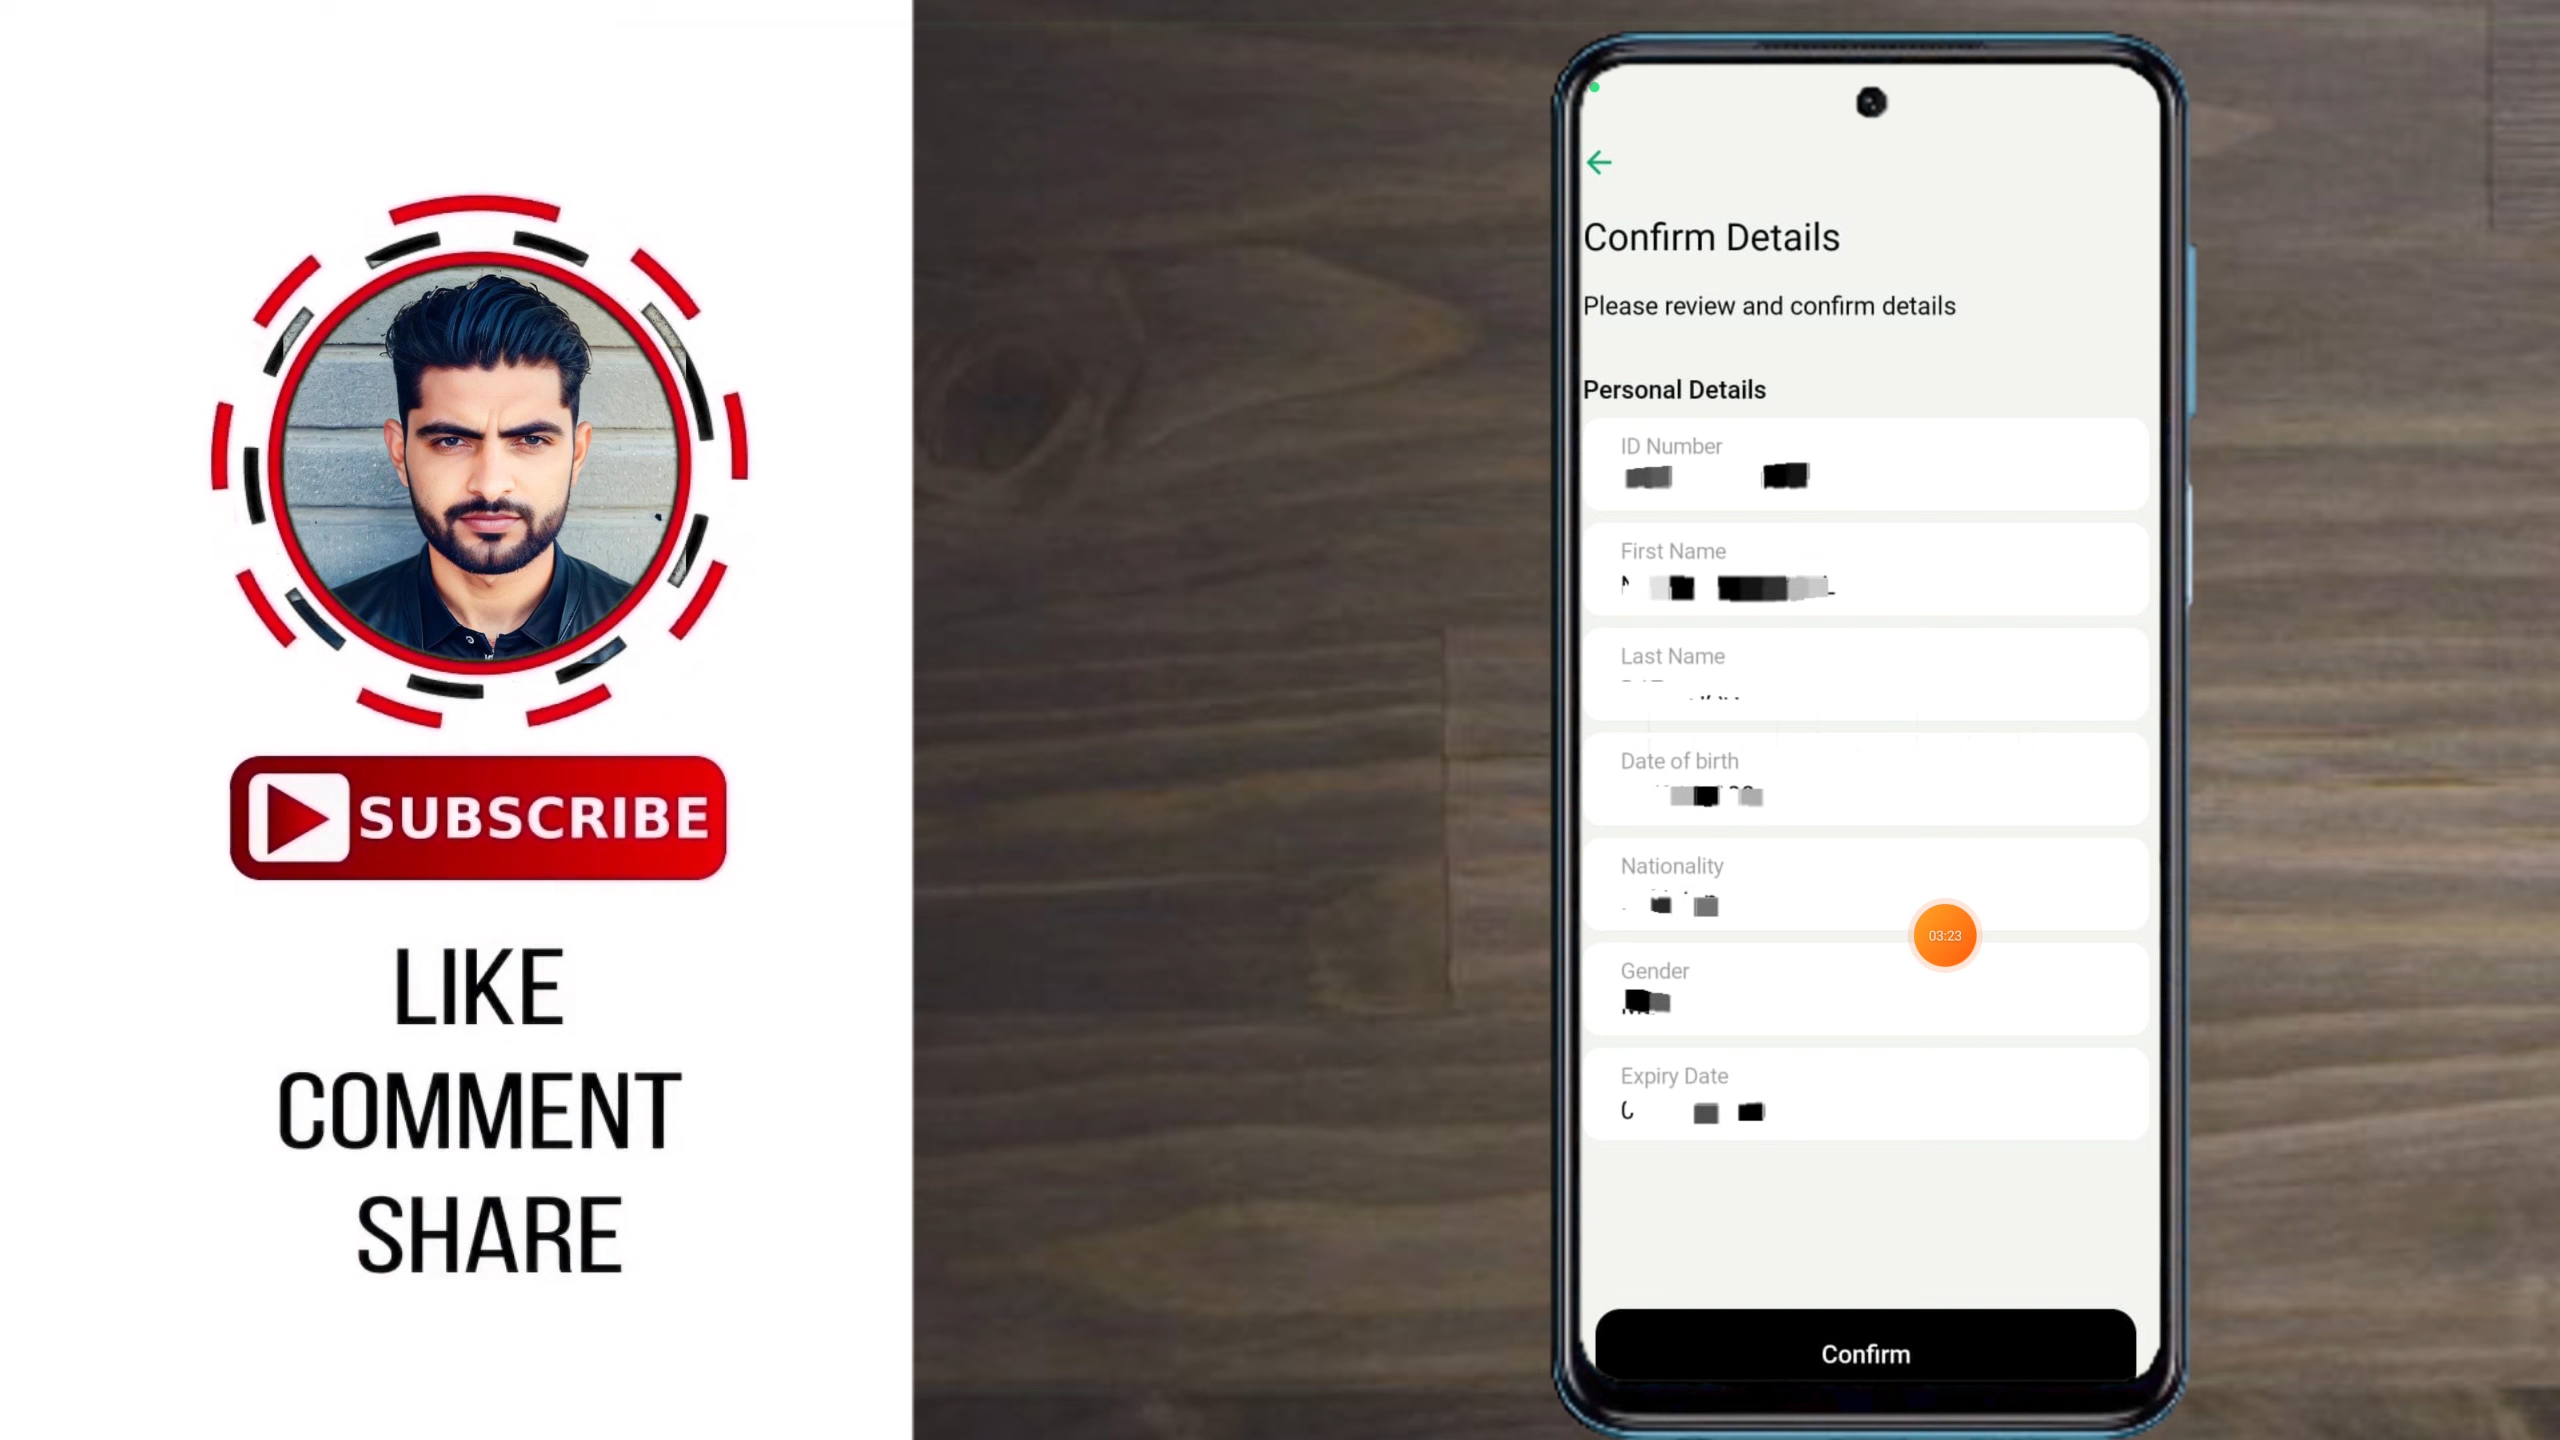 SUBSCRIBE
LIKE
COMMENT
SHARE
Confirm Details
Please review and confirm details
Personal Details
ID Number
First Name
Last Name
Date of birth
Nationality
03:23
Gender
Expiry Date
Confirm